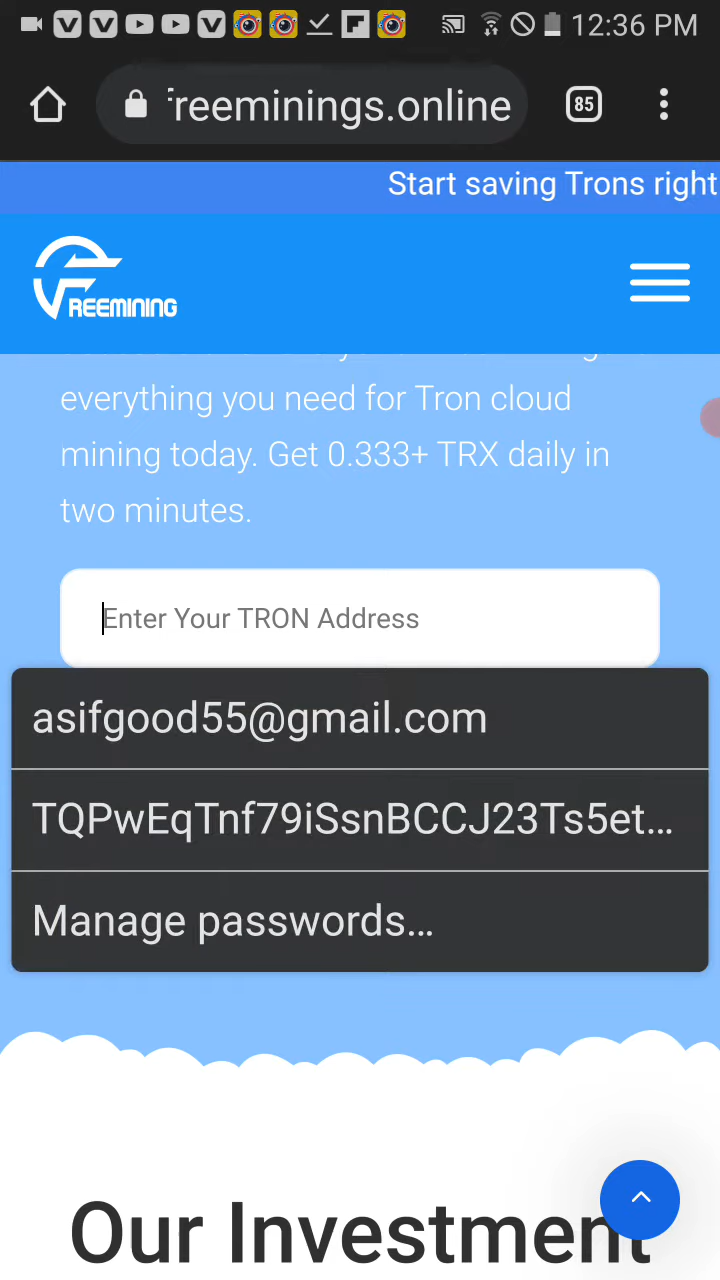 12:36 PM
freeminings.online
85
Start saving Trons right
REEMINING
everything you need for Tron cloud
mining today. Get 0.333+ TRX daily in
two minutes.
Enter Your TRON Address
asifgood55@gmail.com
TQPwEqTnf79iSsnBCCJ23Ts5et...
Manage passwords...
Our Investment